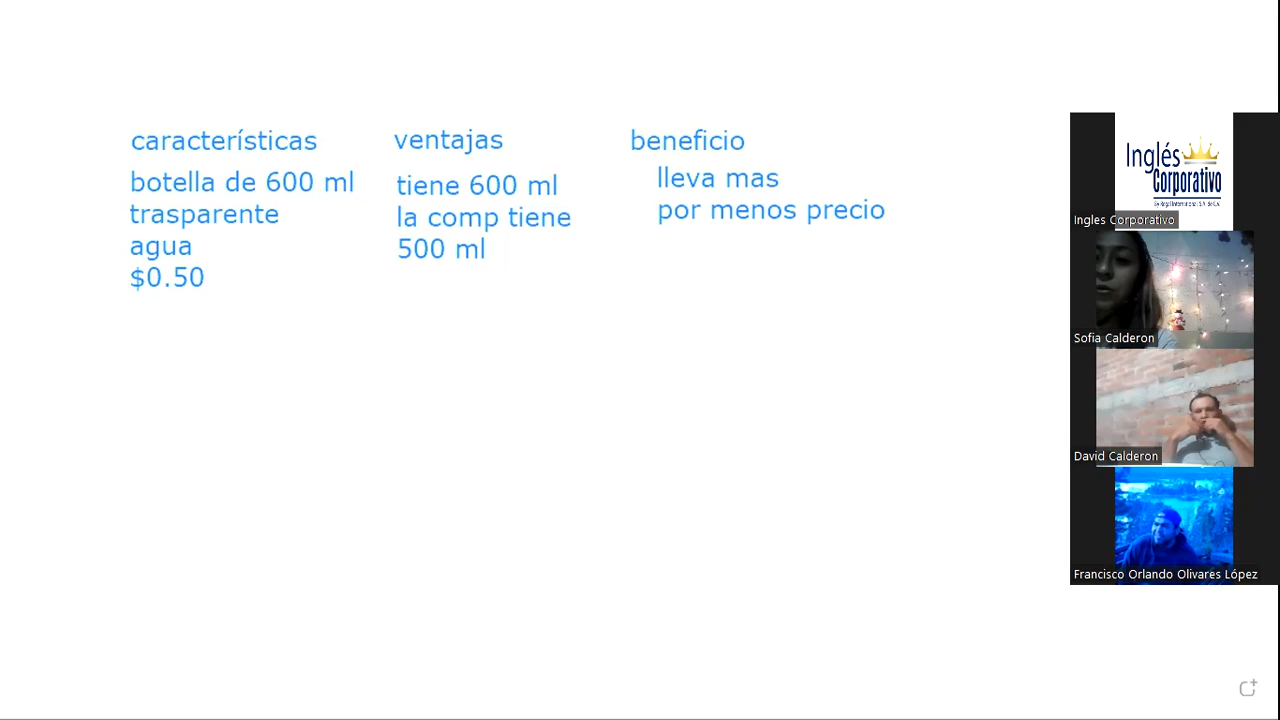 características
botella de 600 ml
trasparente
agua
$0.50
ventajas
tiene 600 ml
la comp tiene
500 ml
beneficio
lleva mas
por menos precio
Inglés
Corporativo
Ingles Corporativo
Sofia Calderon
David Calderon
Francisco Orlando Olivares López